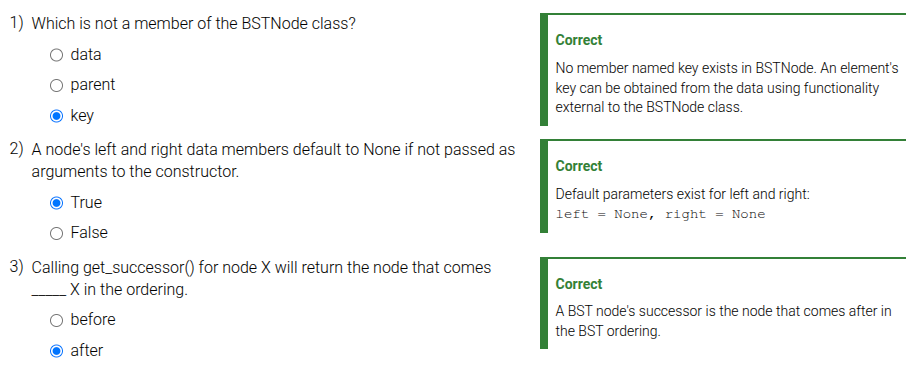 1) Which is not a member of the BSTNode class?
data
parent
key
Correct
No member named key exists in BSTNode. An element's
key can be obtained from the data using functionality
external to the BSTNode class.
2) A node's left and right data members default to None if not passed as
arguments to the constructor.
True
False
Correct
Default parameters exist for left and right:
left = None, right = None
3) Calling get_successor() for node X will return the node that comes
_____ X in the ordering.
before
after
Correct
A BST node's successor is the node that comes after in
the BST ordering.